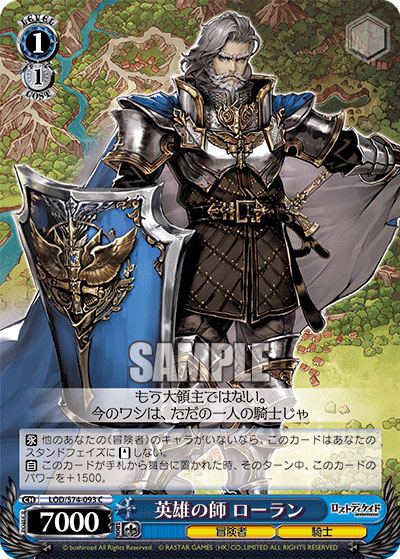 LEVEL
1
1
COST
SAMPLE
もう大領主ではない。
今のワシは、ただの一人の騎士じゃ
永 他のあなたの《冒険者》のキャラがいないなら、このカードはあなたの
スタンドフェイズに【スタンド】しない。
自 このカードが手札から舞台に置かれた時、そのターン中、このカードの
パワーを+1500。
CH LOD/S74-093 C
7000
英雄の師 ローラン
冒険者 騎士
ロストディケイド
© bushiroad All Rights Reserved. © RASTAR GAMES (HK) CO.,LIMITED ALL RIGHTS RESERVED